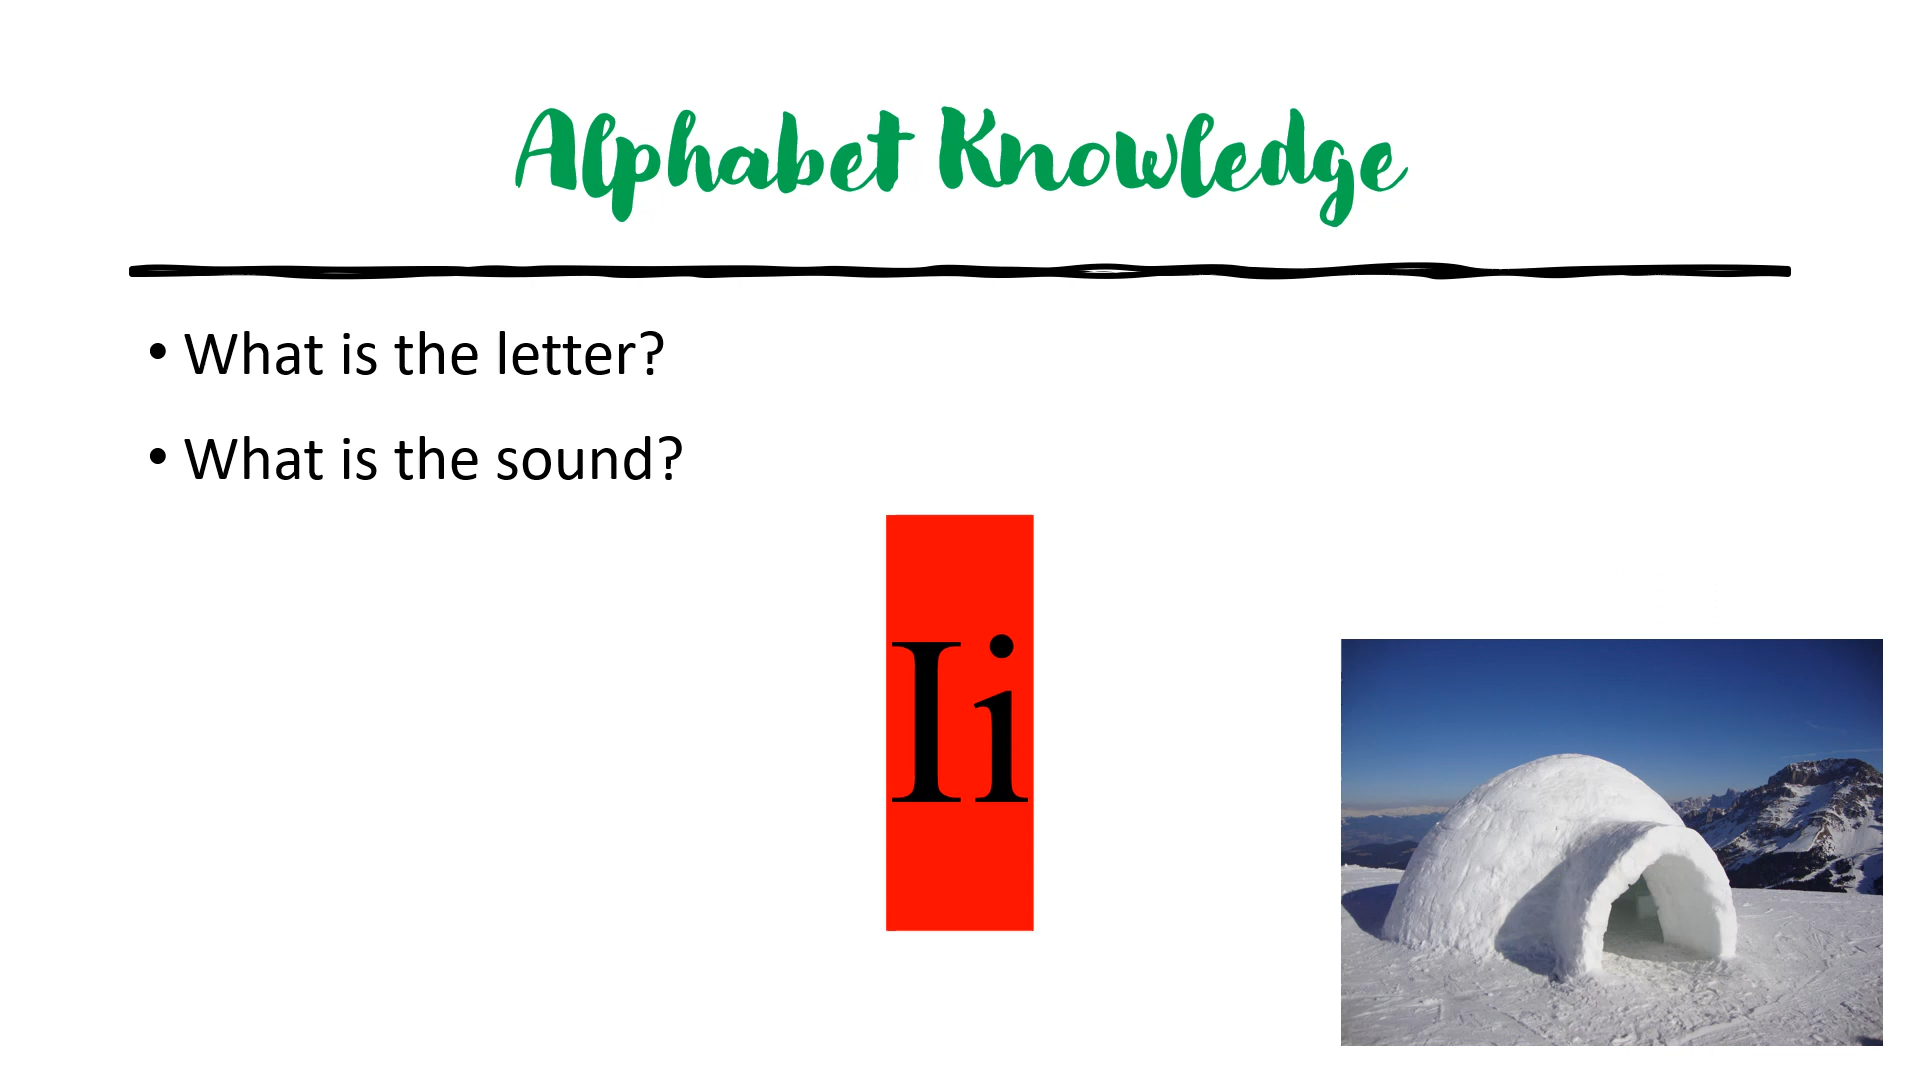 Alphabet Knowledge
• What is the letter?
• What is the sound?
Ii